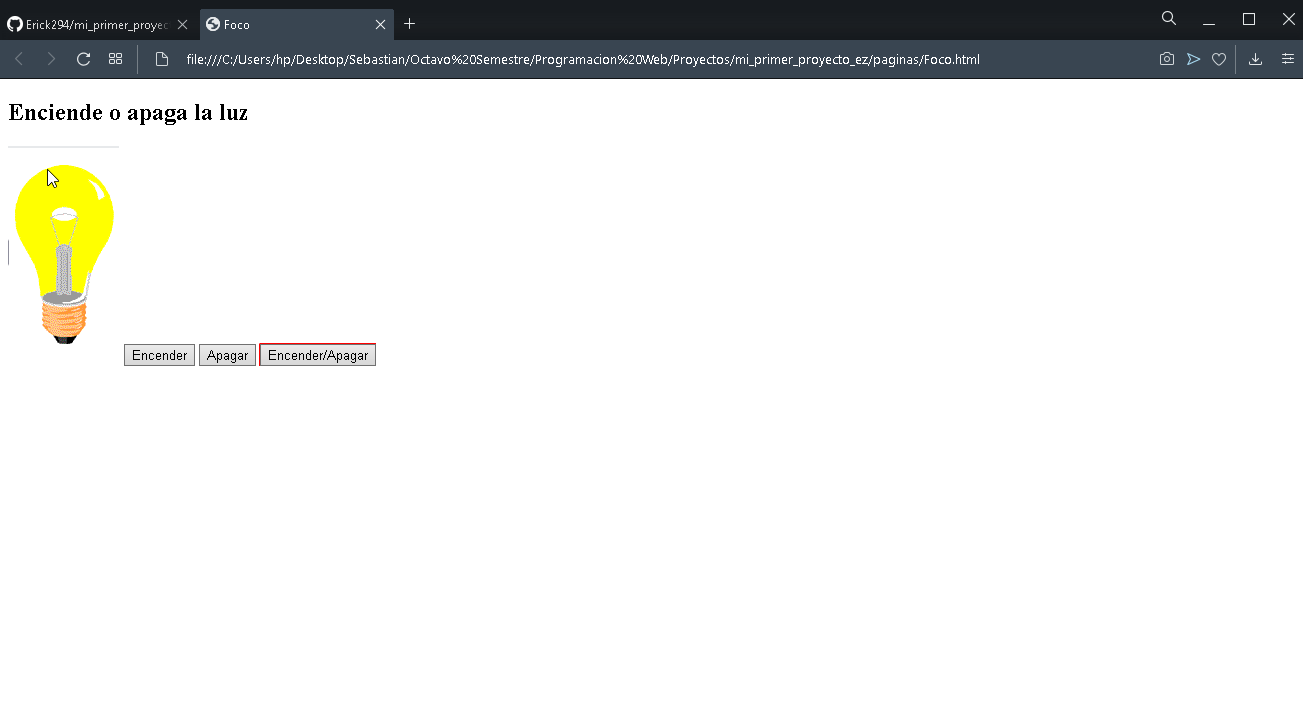 Erick294/mi_primer_proyec
Foco
file:///C:/Users/hp/Desktop/Sebastian/Octavo%20Semestre/Programacion%20Web/Proyectos/mi_primer_proyecto_ez/paginas/Foco.html
Enciende o apaga la luz
Encender Apagar Encender/Apagar